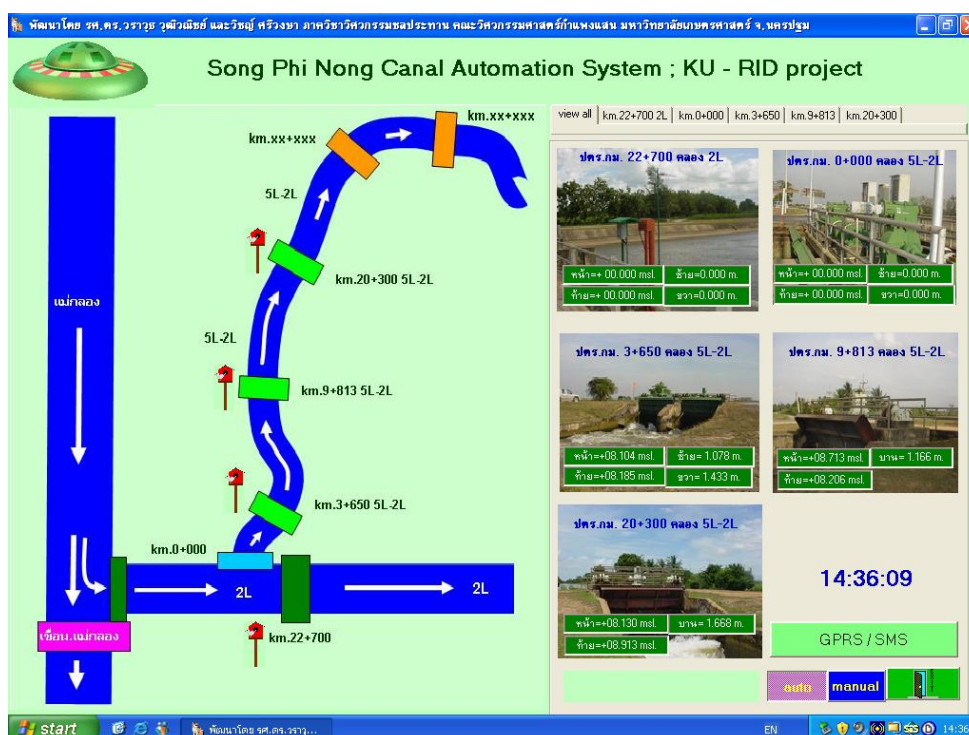 พัฒนาโดย รศ.ดร.วราวุธ วุฒิวณิชย์ และวิชญ์ ศรีวงษา ภาควิชาวิศวกรรมชลประทาน คณะวิศวกรรมศาสตร์กำแพงแสน มหาวิทยาลัยเกษตรศาสตร์ จ.นครปฐม
Song Phi Nong Canal Automation System ; KU - RID project
แม่กลอง
เขื่อน.แม่กลอง
km.xx+xxx
km.xx+xxx
5L-2L
km.20+300 5L-2L
5L-2L
km.9+813 5L-2L
km.3+650 5L-2L
km.0+000
2L
2L
km.22+700
view all km.22+700 2L km.0+000 km.3+650 km.9+813 km.20+300
ปตร.กม. 22+700 คลอง 2L
หน้า=+ 00.000 msl. ซ้าย=0.000 m.
ท้าย=+ 00.000 msl. ขวา=0.000 m.
ปตร.กม. 0+000 คลอง 5L-2L
หน้า=+ 00.000 msl. ซ้าย=0.000 m.
ท้าย=+ 00.000 msl. ขวา=0.000 m.
ปตร.กม. 3+650 คลอง 5L-2L
หน้า=+08.104 msl. ซ้าย= 1.078 m.
ท้าย=+08.185 msl. ขวา= 1.433 m.
ปตร.กม. 9+813 คลอง 5L-2L
หน้า=+08.713 msl. บาน= 1.166 m.
ท้าย=+08.206 msl.
ปตร.กม. 20+300 คลอง 5L-2L
หน้า=+08.130 msl. บาน= 1.668 m.
ท้าย=+08.913 msl.
14:36:09
GPRS / SMS
auto manual EXIT
start พัฒนาโดย รศ.ดร.วราวุ... EN 14:36